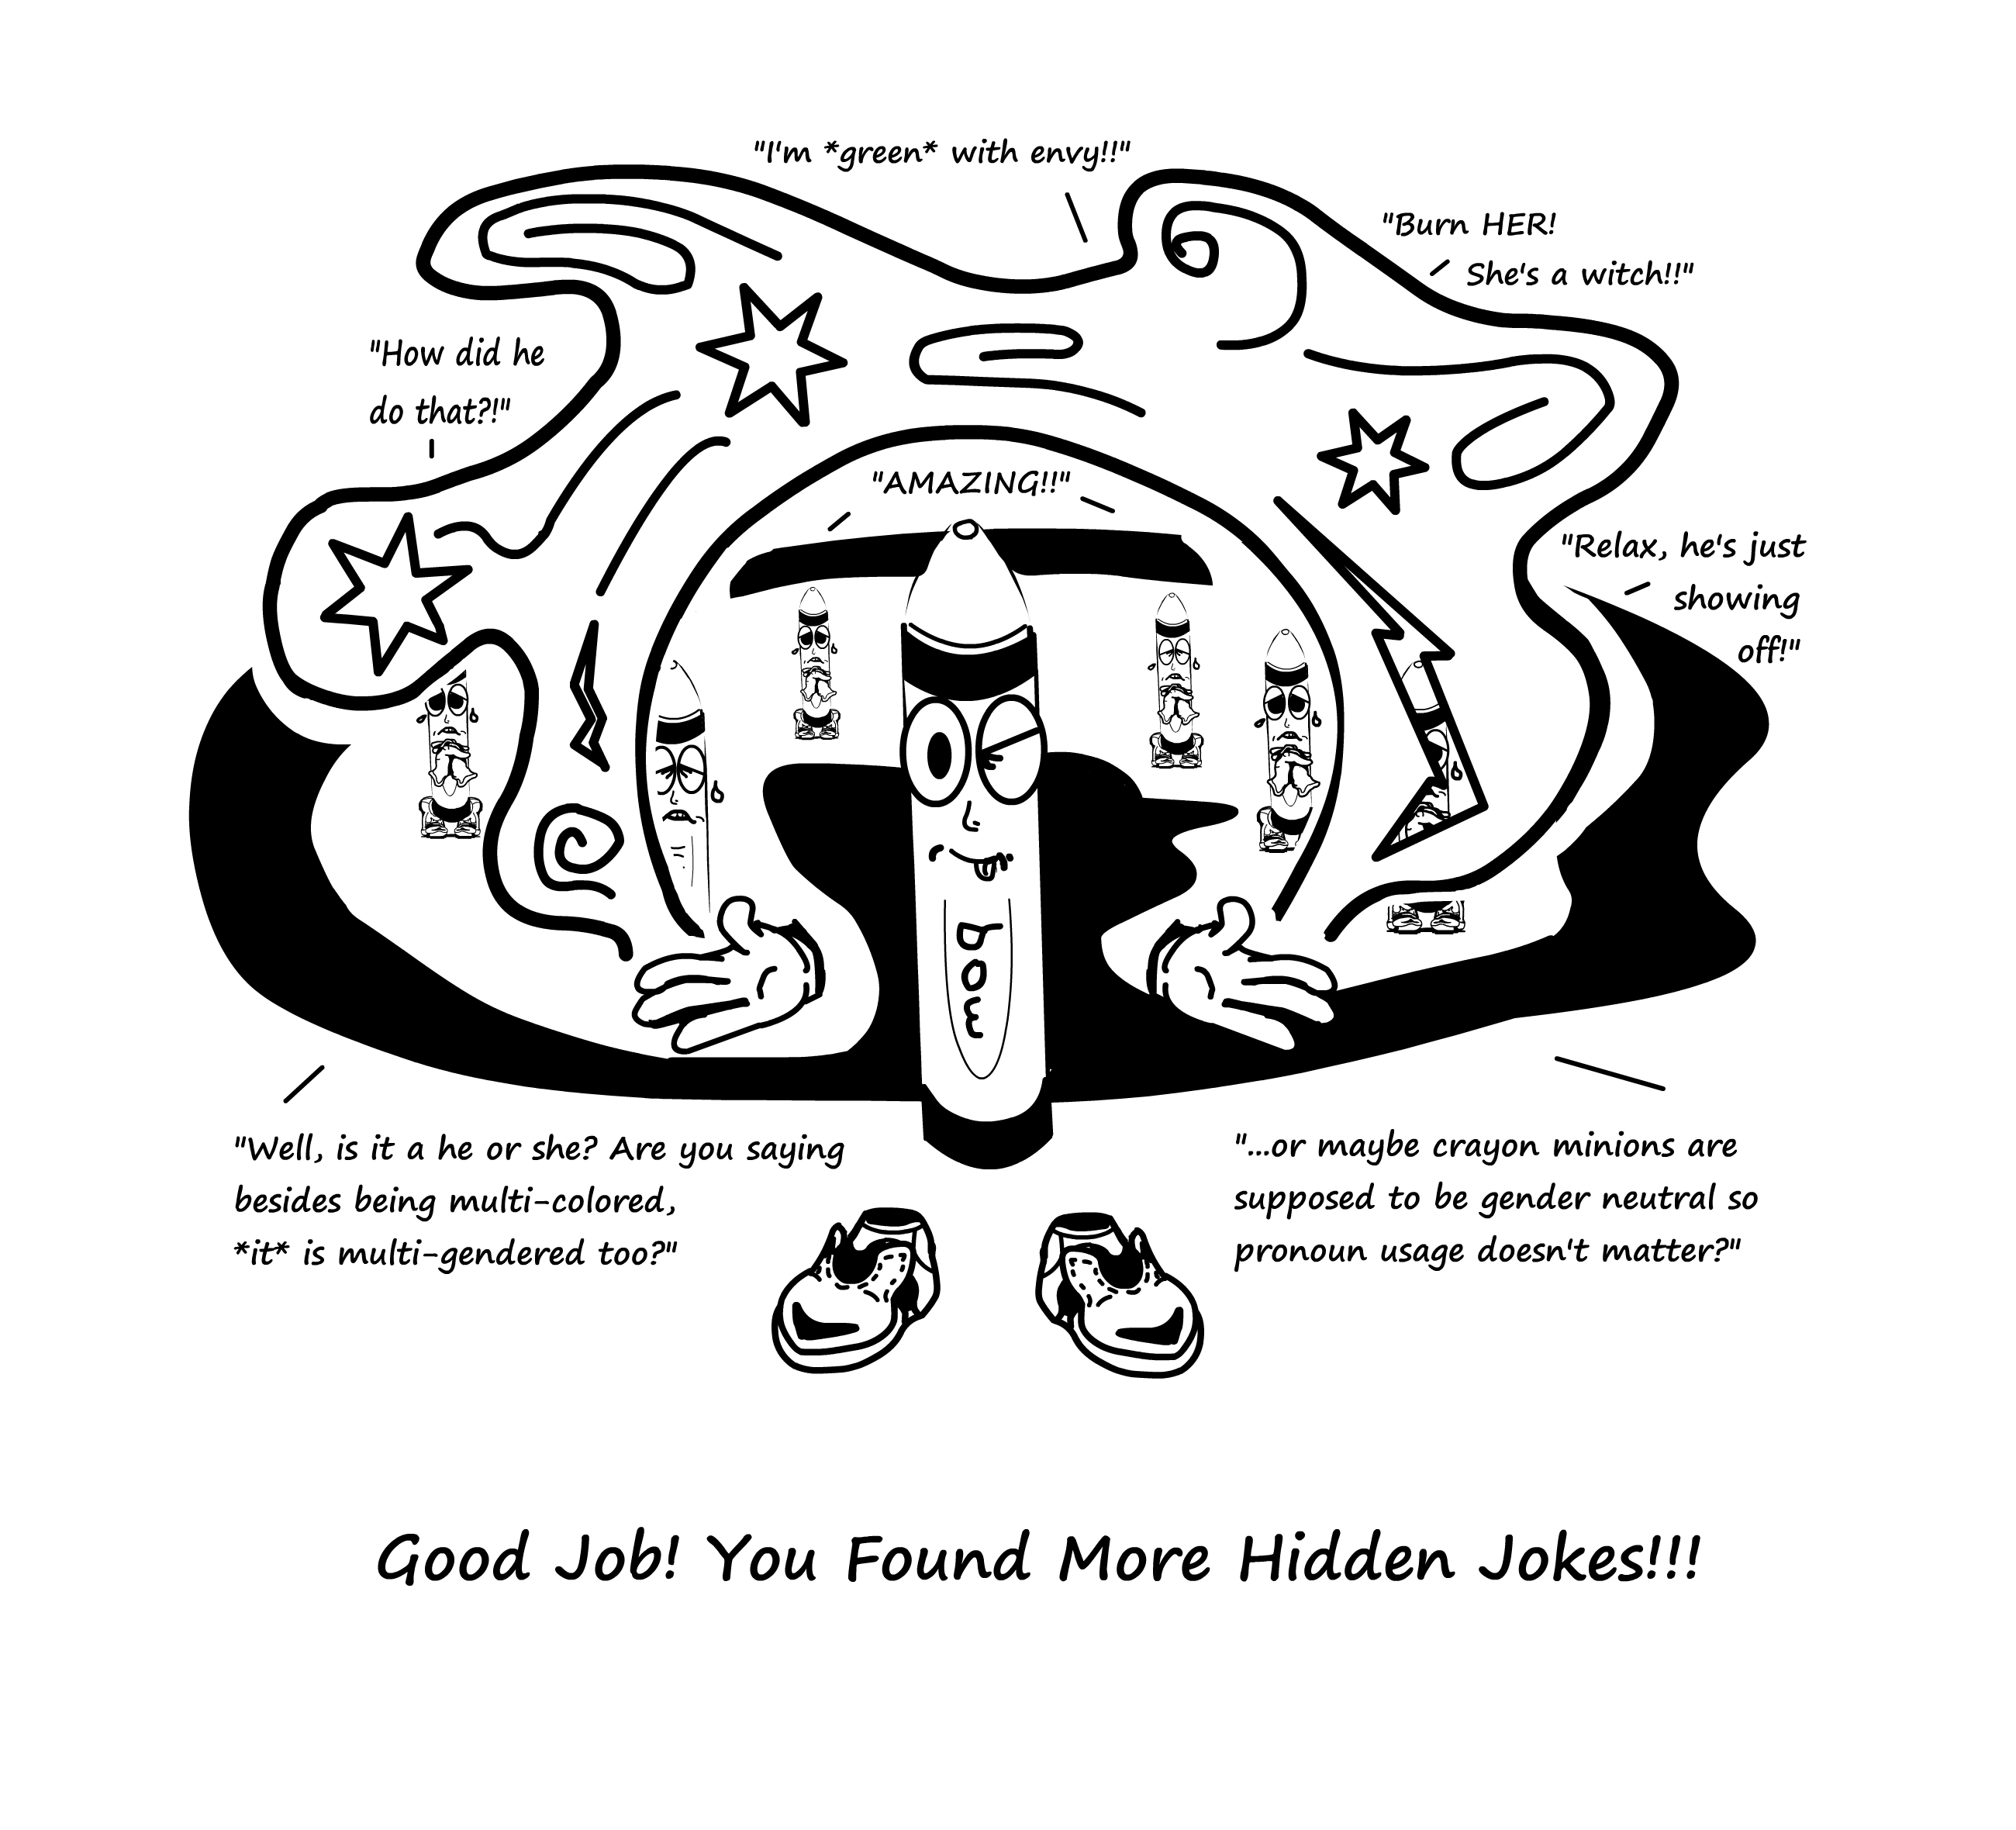 "I'm *green* with envy!!"
"Burn HER!
She's a witch!!"
"How did he
do that?!"
"AMAZING!!"
"Relax, he's just
showing
off!"
DOE
"Well, is it a he or she? Are you saying
besides being multi-colored,
*it* is multi-gendered too?"
"...or maybe crayon minions are
supposed to be gender neutral so
pronoun usage doesn't matter?"
Good Job! You Found More Hidden Jokes!!!